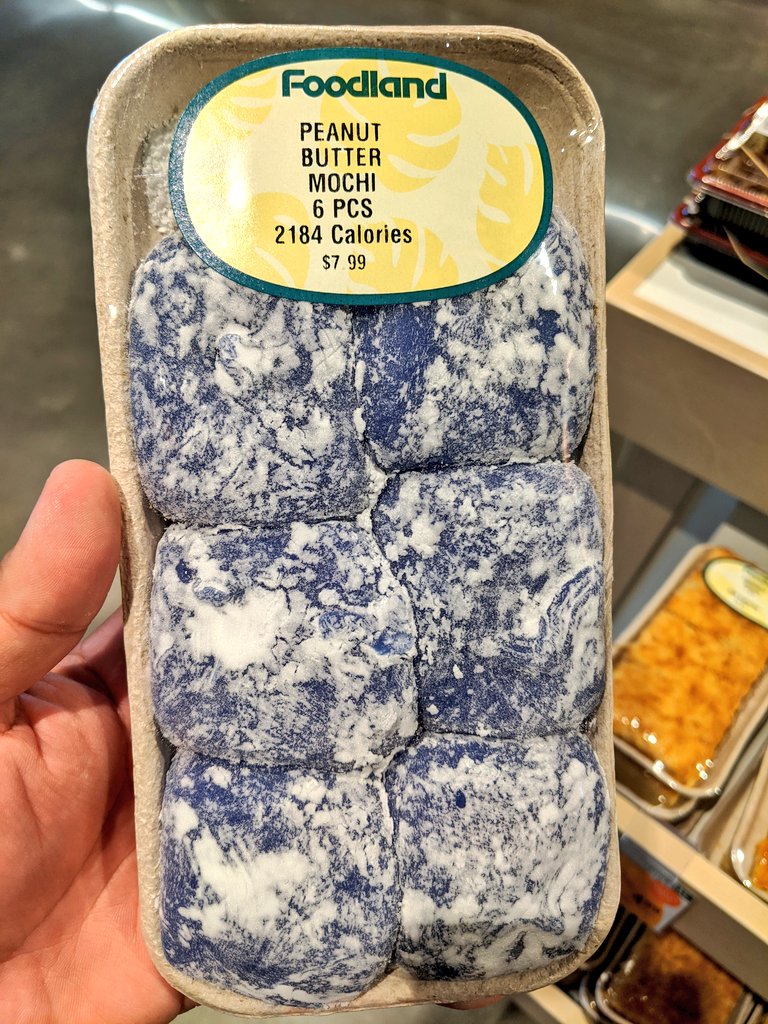 Foodland
PEANUT
BUTTER
MOCHI
6 PCS
2184 Calories
$7.99